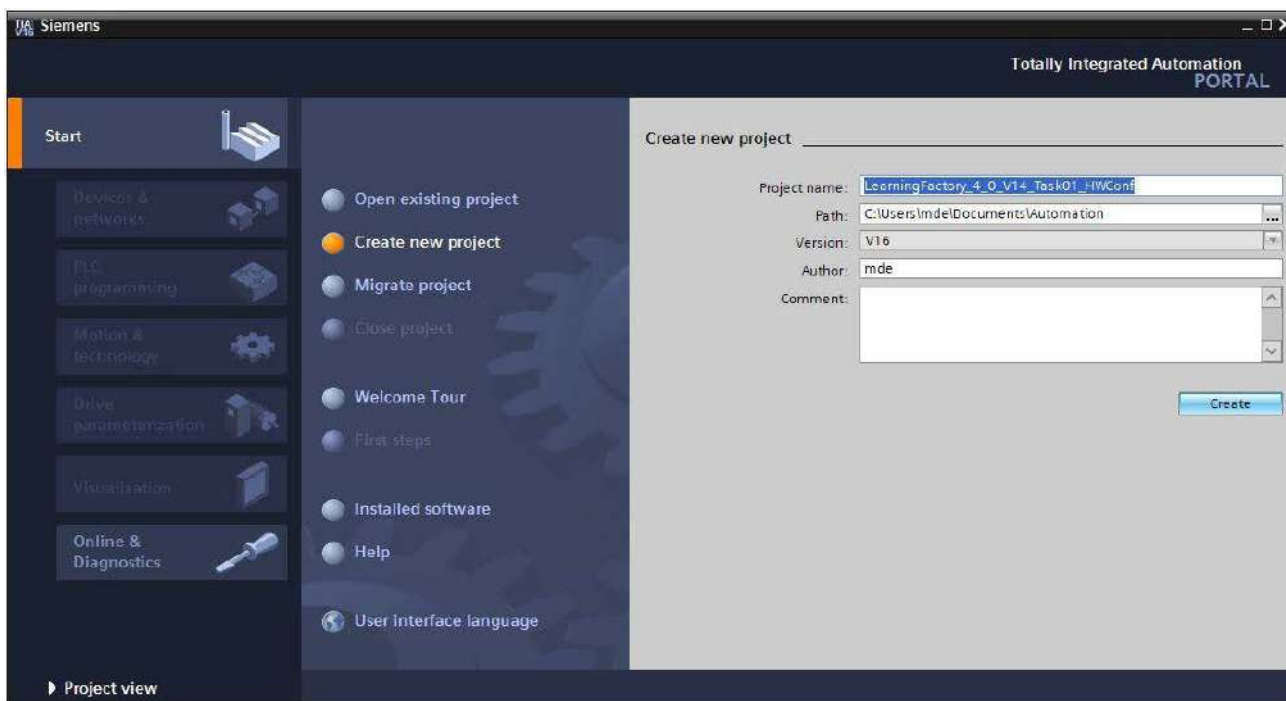 Siemens
Totally Integrated Automation
PORTAL
Start
Devices &
networks
PLC
programming
Motion &
technology
Drive
parameterization
Visualization
Online &
Diagnostics
Project view
Open existing project
Create new project
Migrate project
Close project
Welcome Tour
First steps
Installed software
Help
User interface language
Create new project
Project name: LearningFactory_4_0_V14_Task01_HWConf
Path: C:\Users\mde\Documents\Automation ...
Version: V16
Author: mde
Comment:
Create